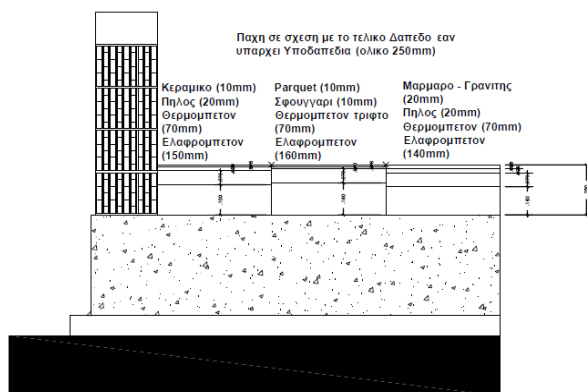 Παχη σε σχεση με το τελικο Δαπεδο εαν
υπαρχει Υποδαπεδια (ολικο 250mm)
Κεραμικο (10mm)
Πηλος (20mm)
Θερμομπετον
(70mm)
Ελαφρομπετον
(150mm)
Parquet (10mm)
Σφουγγαρι (10mm)
Θερμομπετον τριφτο
(70mm)
Ελαφρομπετον
(160mm)
Μαρμαρο - Γρανιτης
(20mm)
Πηλος (20mm)
Θερμομπετον (70mm)
Ελαφρομπετον
(140mm)